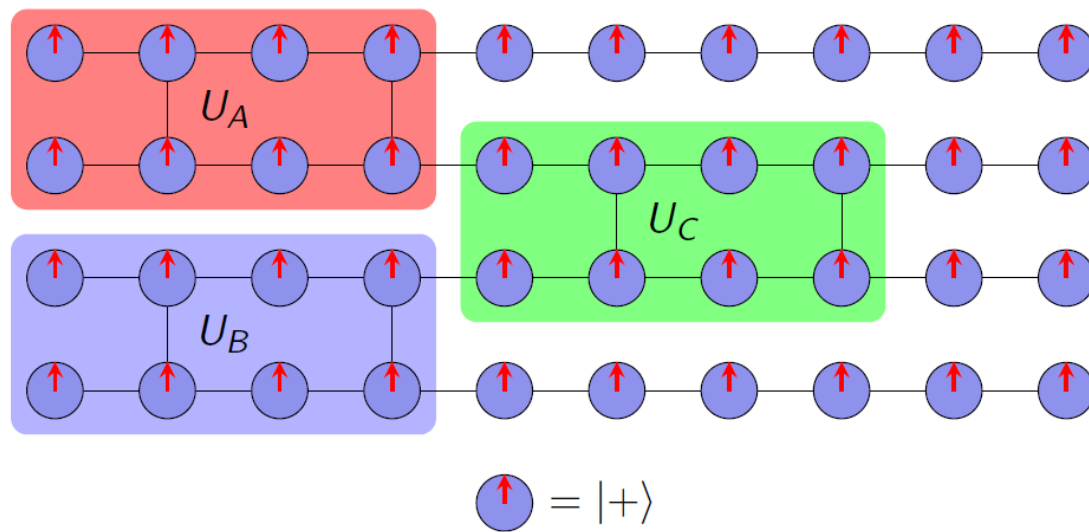 U_A
U_C
U_B
= |+⟩